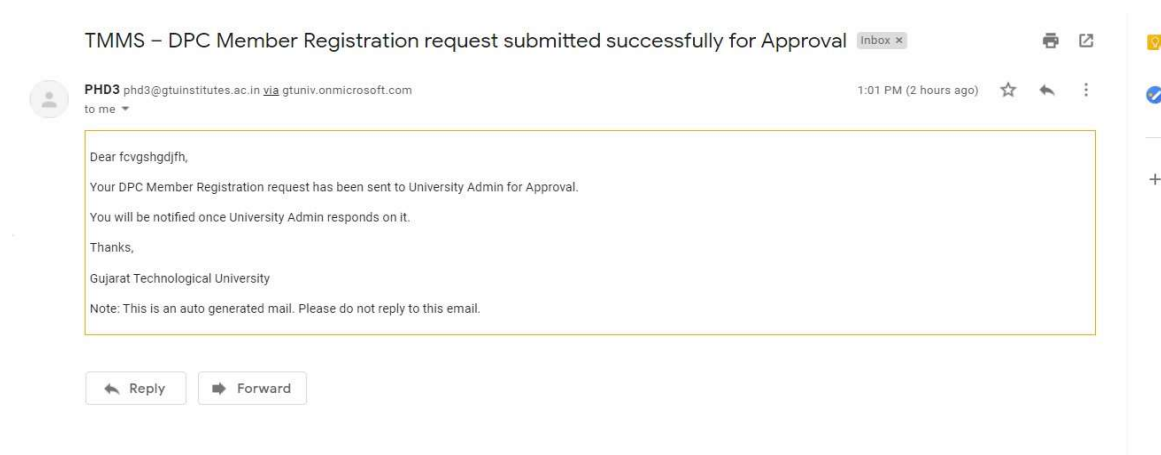 TMMS – DPC Member Registration request submitted successfully for Approval Inbox ×
PHD3 phd3@gtuinstitutes.ac.in via gtuniv.onmicrosoft.com 1:01 PM (2 hours ago)
to me
Dear fcvgshgdjfh,
Your DPC Member Registration request has been sent to University Admin for Approval.
You will be notified once University Admin responds on it.
Thanks,
Gujarat Technological University
Note: This is an auto generated mail. Please do not reply to this email.
Reply Forward